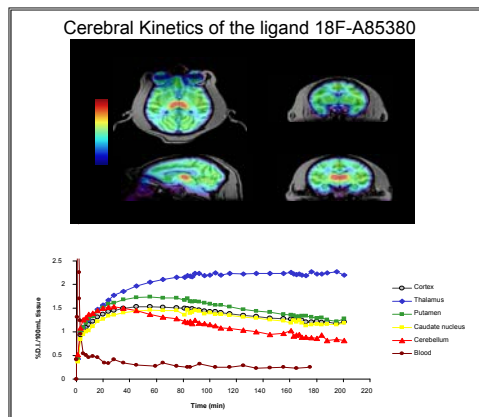 Cerebral Kinetics of the ligand 18F-A85380
2.5
2
1.5
1
0.5
0
%D.I./100mL tissue
0 20 40 60 80 100 120 140 160 180 200 220
Time (min)
Cortex
Thalamus
Putamen
Caudate nucleus
Cerebellum
Blood